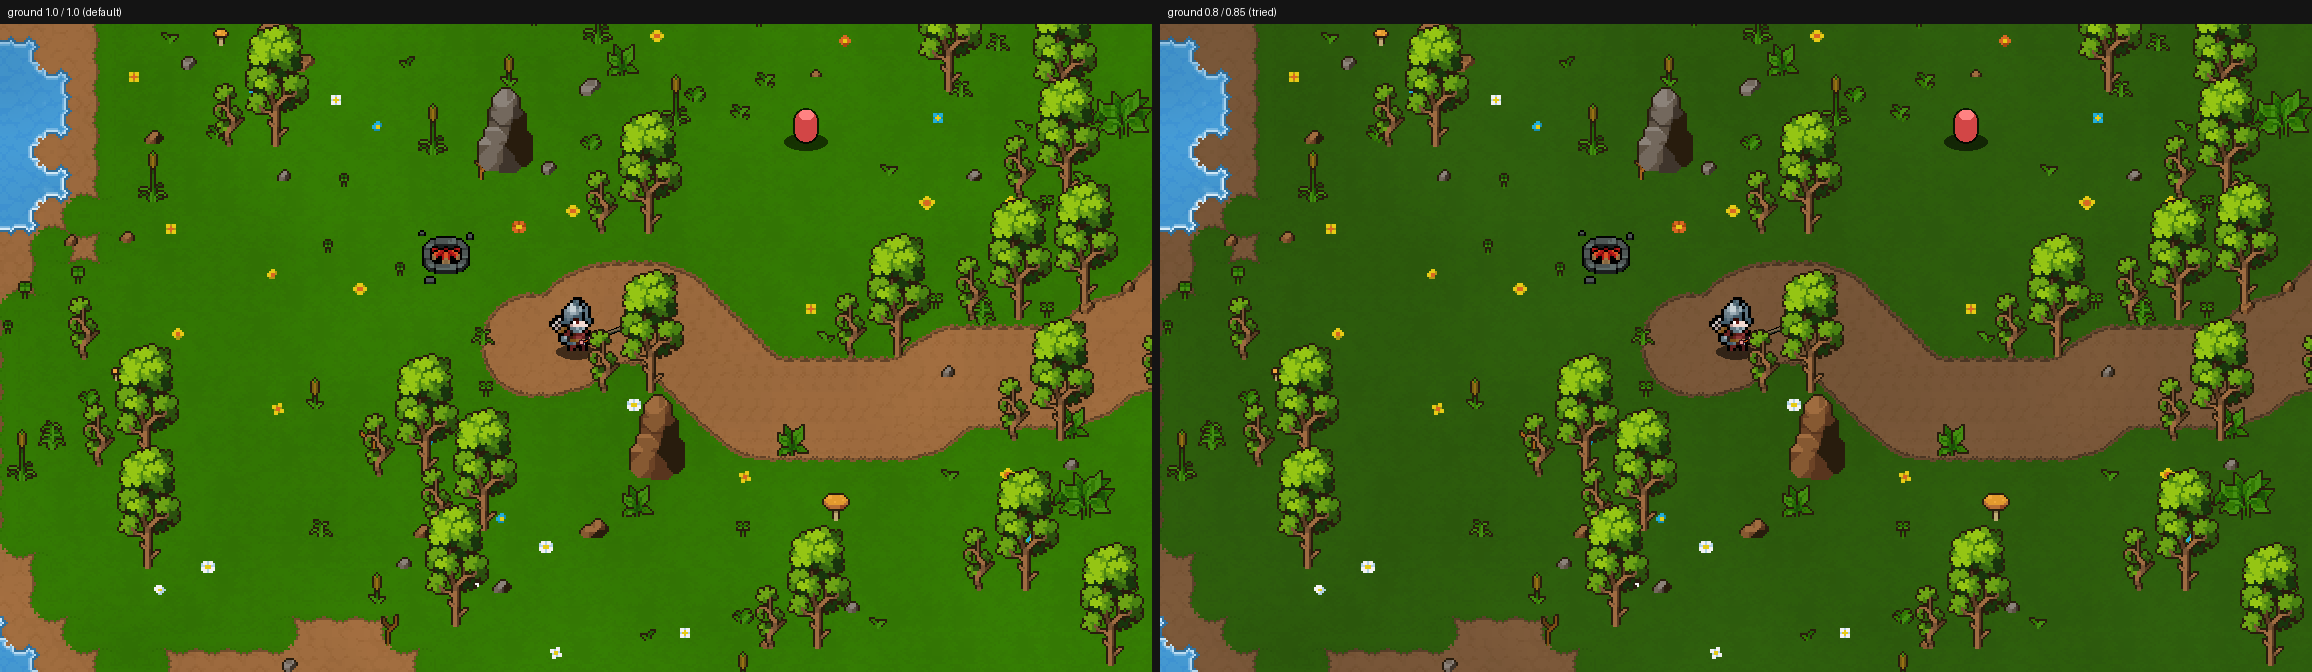 ground 1.0 / 1.0 (default)
ground 0.8 / 0.85 (tried)